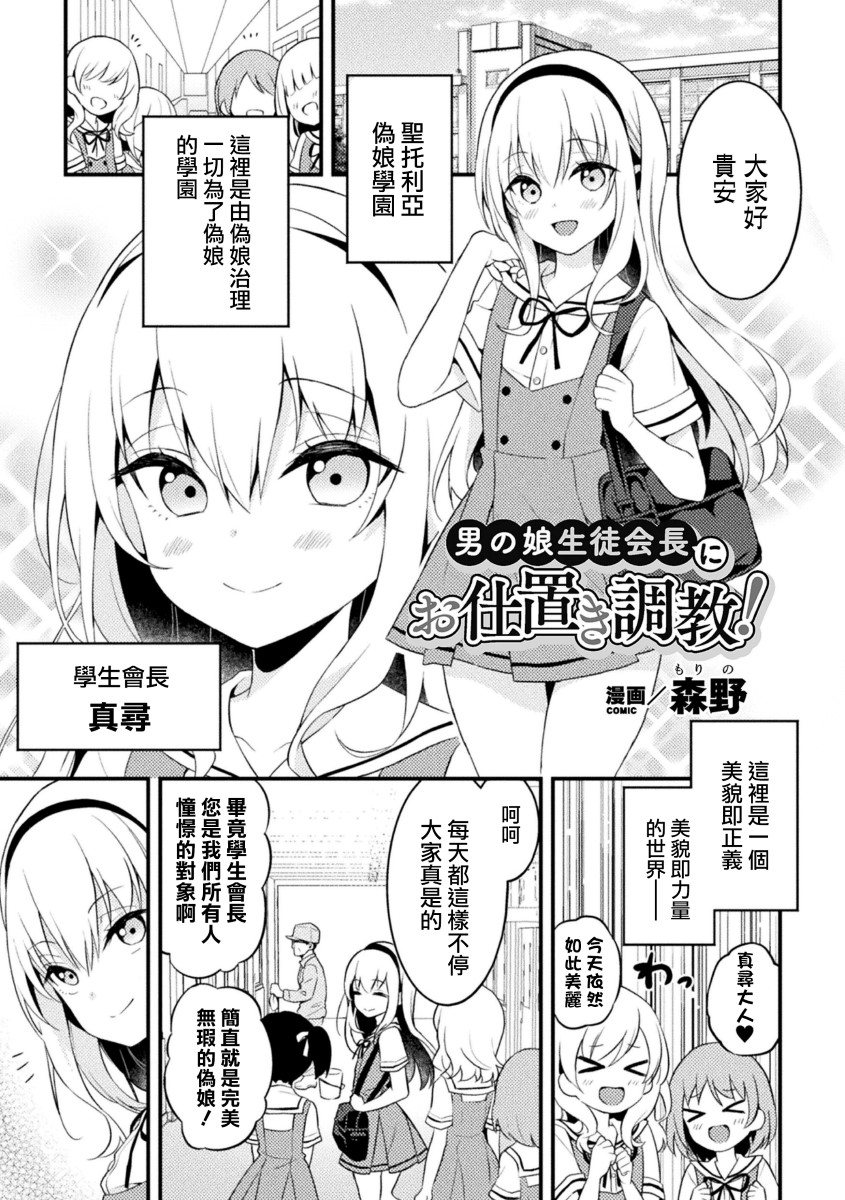 大家好
貴安
聖托利亞
偽娘學園
這裡是由偽娘治理
一切為了偽娘
的學園
男の娘生徒会長に
お仕置き調教!
漫画/森野
COMIC
もりの
學生會長
真尋
這裡是一個
美貌即正義
美貌即力量
的世界——
真尋大人♥
今天依然
如此美麗
わっ
呵呵
每天都這樣不停
大家真是的
畢竟學生會長
您是我們所有人
憧憬的對象啊
簡直就是完美
無瑕的偽娘!